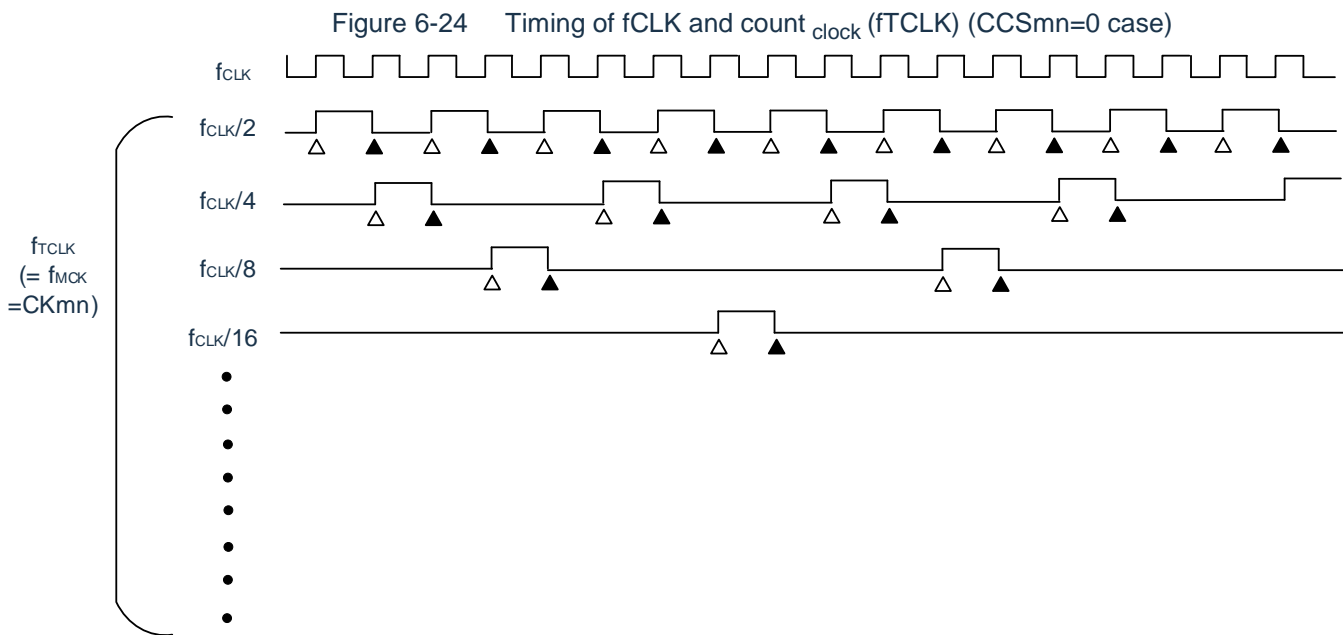 Figure 6-24 Timing of fCLK and count clock (fTCLK) (CCSmn=0 case)
fCLK
fCLK/2
fCLK/4
fTCLK
(= fMCK
=CKmn)
fCLK/8
fCLK/16